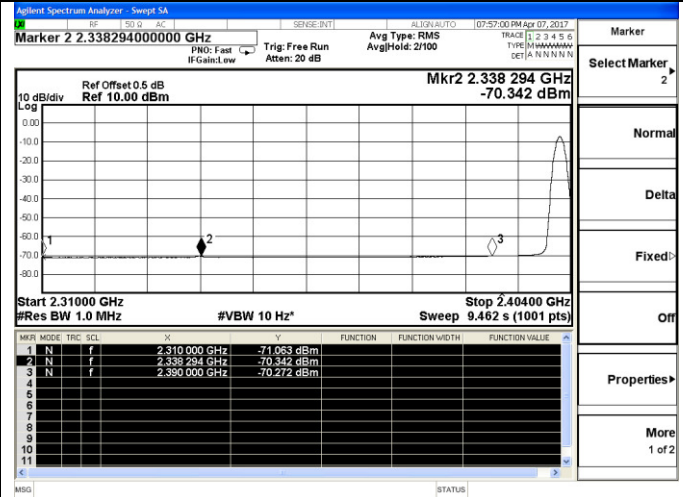 Agilent Spectrum Analyzer - Swept SA
LXI RF 50 Ω AC SENSE:INT ALIGN AUTO 07:57:00 PM Apr 07, 2017
Marker 2 2.338294000000 GHz
PNO: Fast
IFGain:Low
Trig: Free Run
Atten: 20 dB
Avg Type: RMS
Avg|Hold: 2/100
TRACE 1 2 3 4 5 6
TYPE M
DET A N N N N N
Mkr2 2.338 294 GHz
-70.342 dBm
Ref Offset 0.5 dB
10 dB/div Ref 10.00 dBm
Log
0.00
-10.0
-20.0
-30.0
-40.0
-50.0
-60.0
-70.0
-80.0
1
2
3
Start 2.31000 GHz Stop 2.40400 GHz
#Res BW 1.0 MHz #VBW 10 Hz* Sweep 9.462 s (1001 pts)
MKR MODE TRC SCL X Y FUNCTION FUNCTION WIDTH FUNCTION VALUE
1 N f 2.310 000 GHz -71.063 dBm
2 N f 2.338 294 GHz -70.342 dBm
3 N f 2.390 000 GHz -70.272 dBm
4
5
6
7
8
9
10
11
MSG STATUS
Marker
Select Marker
2
Normal
Delta
Fixed
Off
Properties
More
1 of 2